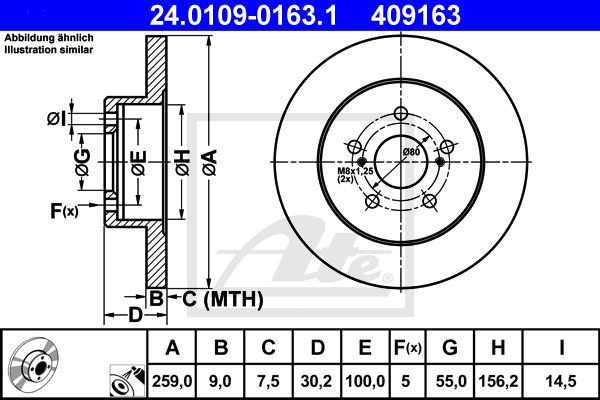 24.0109-0163.1 409163
Abbildung ähnlich
Illustration similar
ØI
ØG
ØE
ØH
ØA
F(x)
B
C (MTH)
D
Ø80
M8x1,25
(2x)
Ate
A B C D E F(x) G H I
259,0 9,0 7,5 30,2 100,0 5 55,0 156,2 14,5